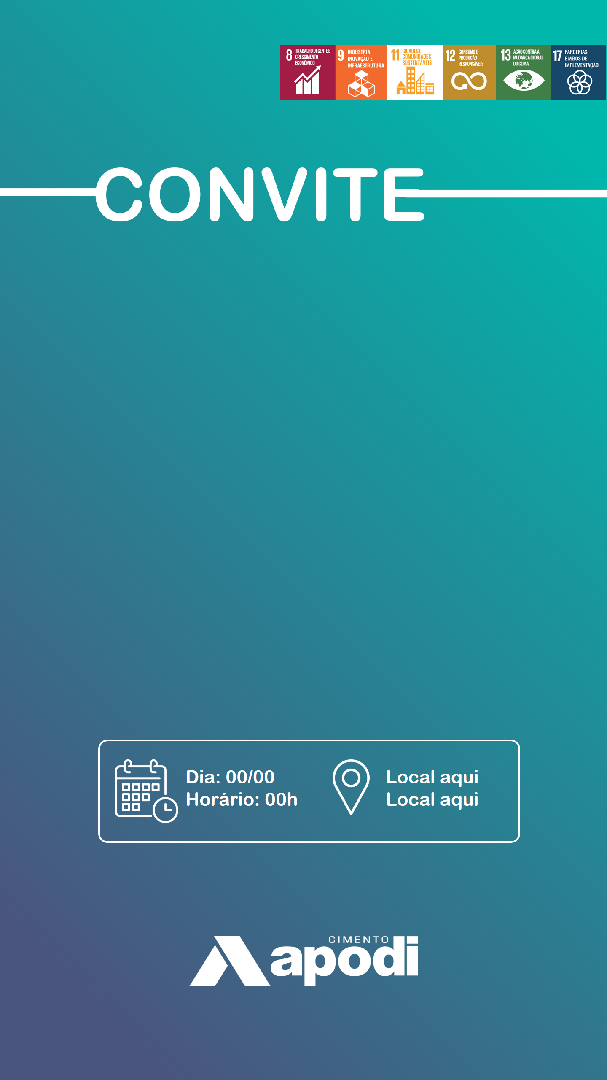 8 TRABALHO DECENTE E
CRESCIMENTO
ECONÔMICO
9 INDÚSTRIA,
INOVAÇÃO E
INFRAESTRUTURA
11 CIDADES E
COMUNIDADES
SUSTENTÁVEIS
12 CONSUMO E
PRODUÇÃO
RESPONSÁVEIS
13 AÇÃO CONTRA A
MUDANÇA GLOBAL
DO CLIMA
17 PARCERIAS
E MEIOS DE
IMPLEMENTAÇÃO
CONVITE
Dia: 00/00
Horário: 00h
Local aqui
Local aqui
CIMENTO
apodi